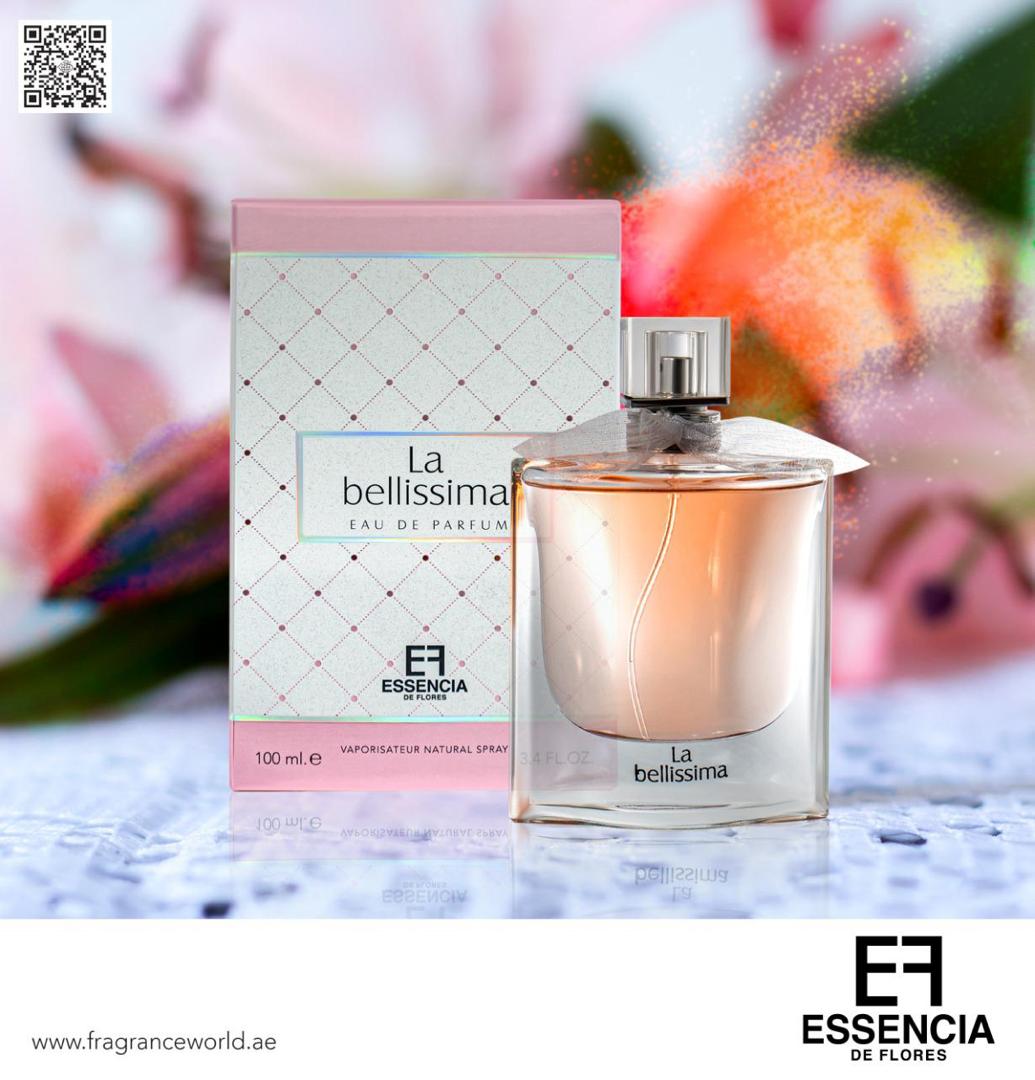 La
bellissima
EAU DE PARFUM
EF
ESSENCIA
DE FLORES
100 ml.e
VAPORISATEUR NATURAL SPRAY
3.4 FL.OZ.
La
bellissima
www.fragranceworld.ae
EF
ESSENCIA
DE FLORES